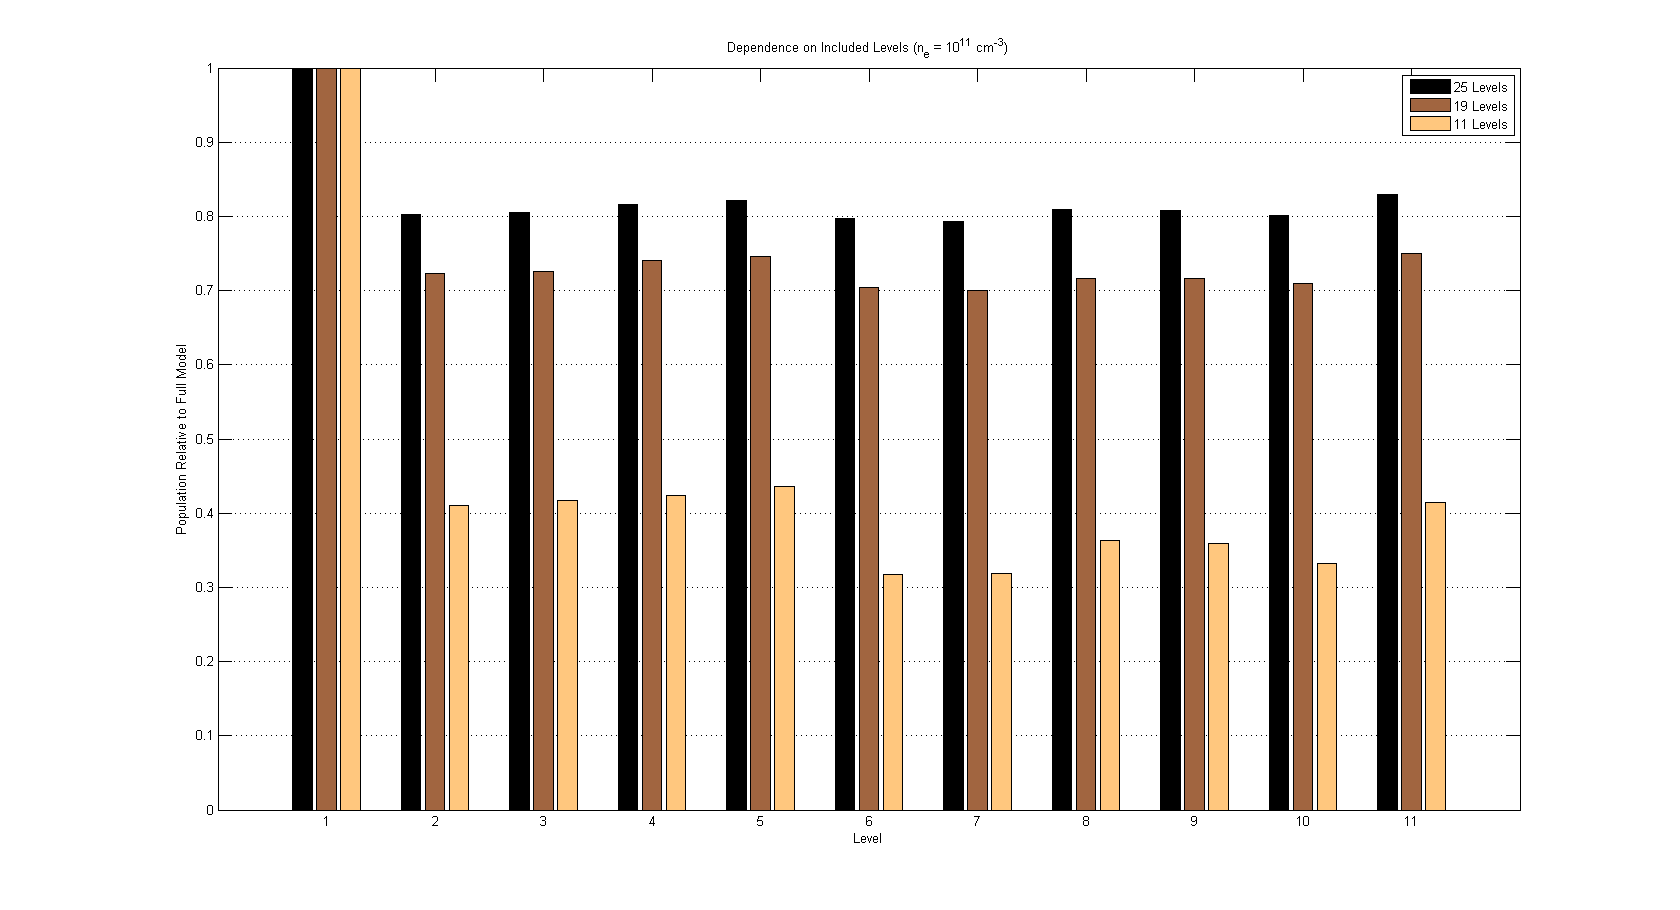 Dependence on Included Levels (nₑ = 10¹¹ cm⁻³)
25 Levels
19 Levels
11 Levels
1
0.9
0.8
0.7
0.6
0.5
0.4
0.3
0.2
0.1
0
Population Relative to Full Model
1 2 3 4 5 6 7 8 9 10 11
Level